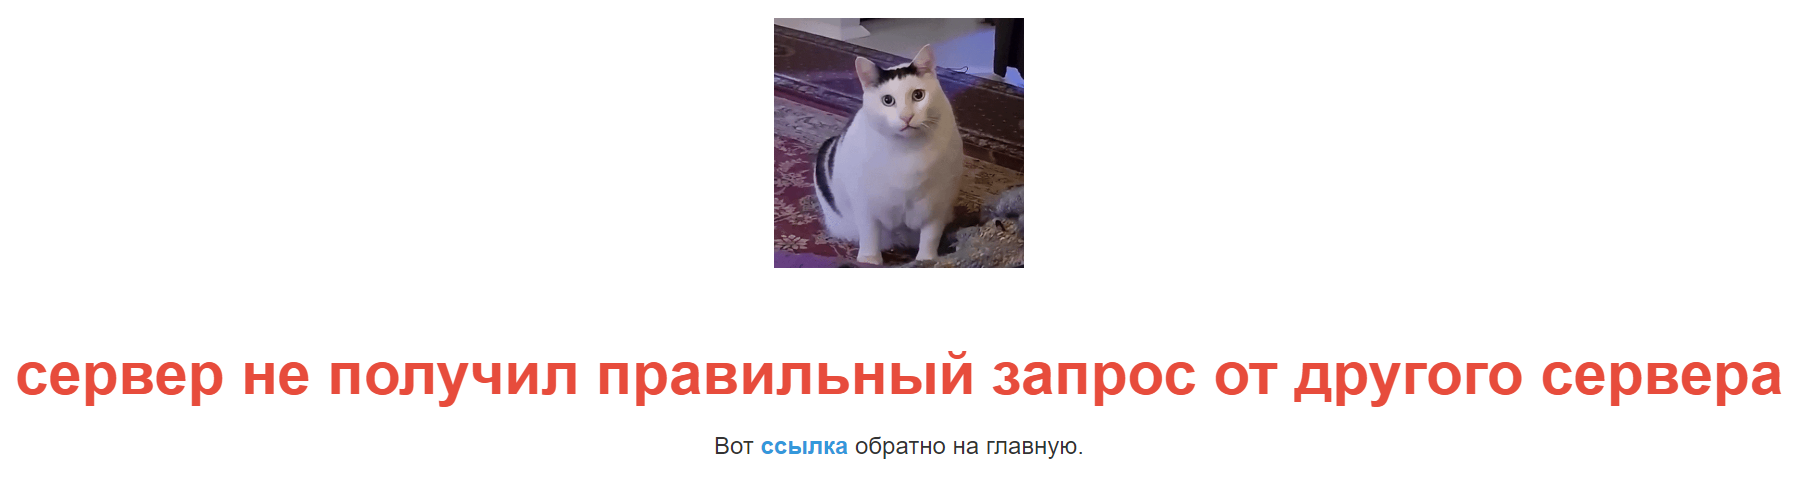 сервер не получил правильный запрос от другого сервера
Вот ссылка обратно на главную.